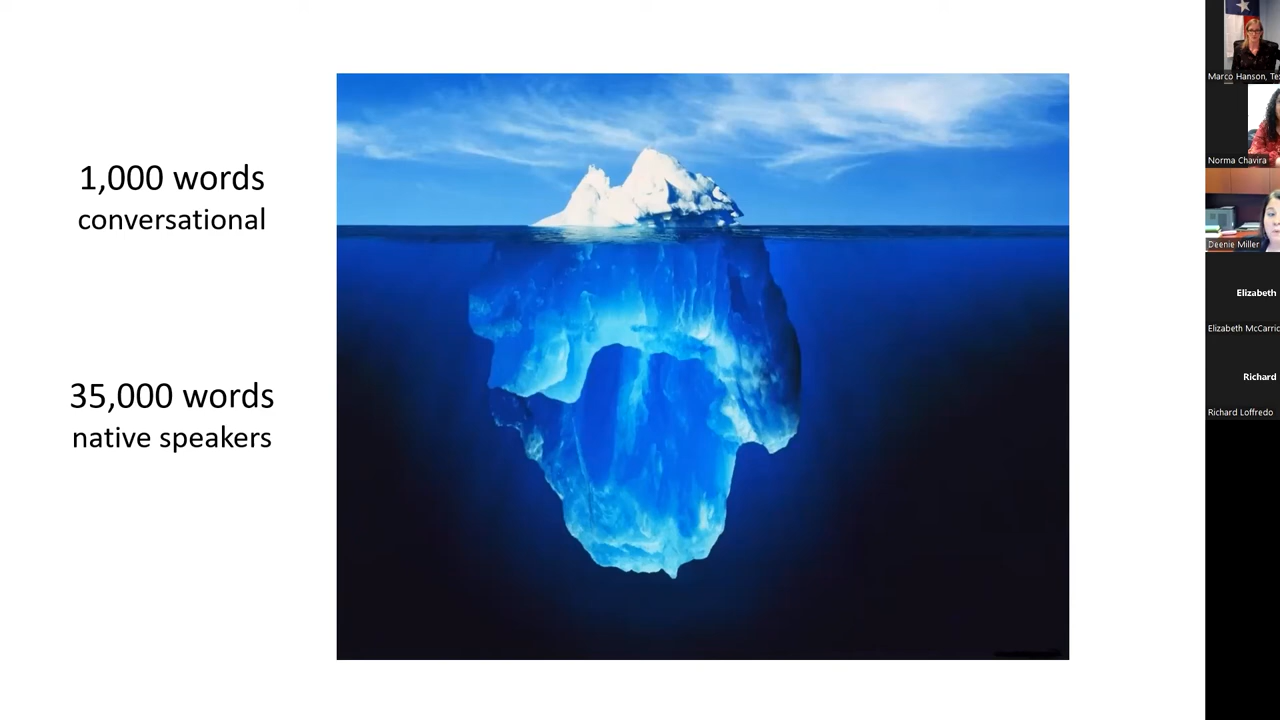 1,000 words
conversational
35,000 words
native speakers
Marco Hanson, Te
Norma Chavira
Deenie Miller
Elizabeth
Elizabeth McCarric
Richard
Richard Loffredo